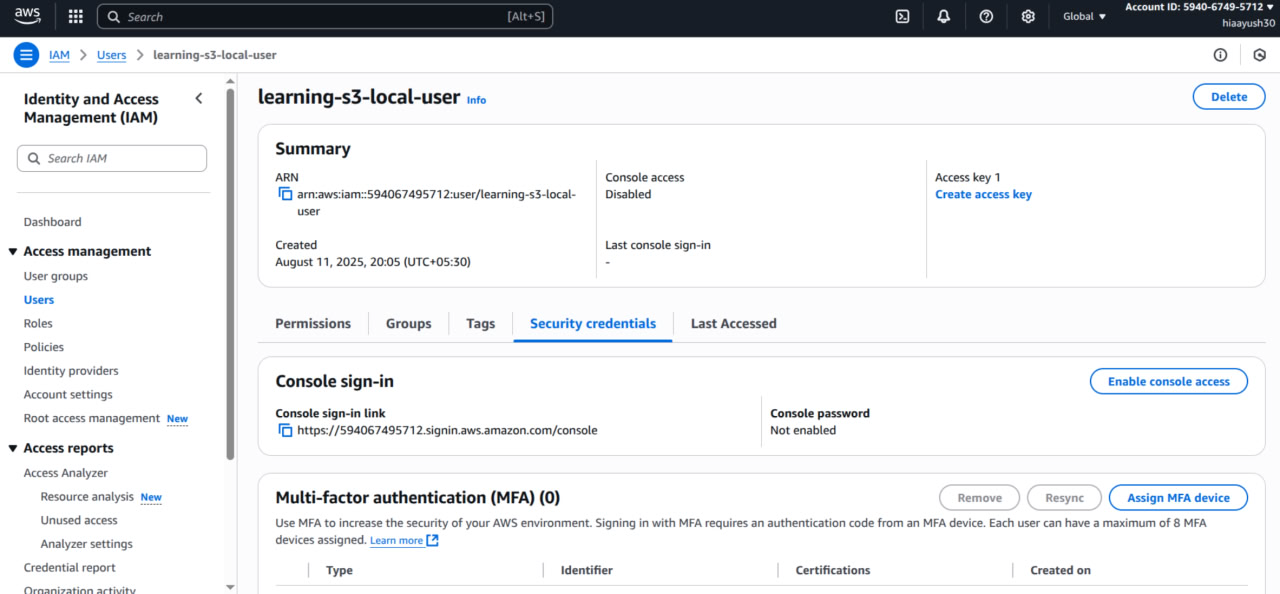 aws
Search
[Alt+S]
Global
Account ID: 5940-6749-5712
hiaayush30
IAM
Users
learning-s3-local-user
Identity and Access
Management (IAM)
Search IAM
Dashboard
Access management
User groups
Users
Roles
Policies
Identity providers
Account settings
Root access management New
Access reports
Access Analyzer
Resource analysis New
Unused access
Analyzer settings
Credential report
Organization activity
learning-s3-local-user Info
Delete
Summary
ARN
arn:aws:iam::594067495712:user/learning-s3-local-
user
Created
August 11, 2025, 20:05 (UTC+05:30)
Console access
Disabled
Last console sign-in
-
Access key 1
Create access key
Permissions
Groups
Tags
Security credentials
Last Accessed
Console sign-in
Enable console access
Console sign-in link
https://594067495712.signin.aws.amazon.com/console
Console password
Not enabled
Multi-factor authentication (MFA) (0)
Remove
Resync
Assign MFA device
Use MFA to increase the security of your AWS environment. Signing in with MFA requires an authentication code from an MFA device. Each user can have a maximum of 8 MFA
devices assigned. Learn more
Type
Identifier
Certifications
Created on